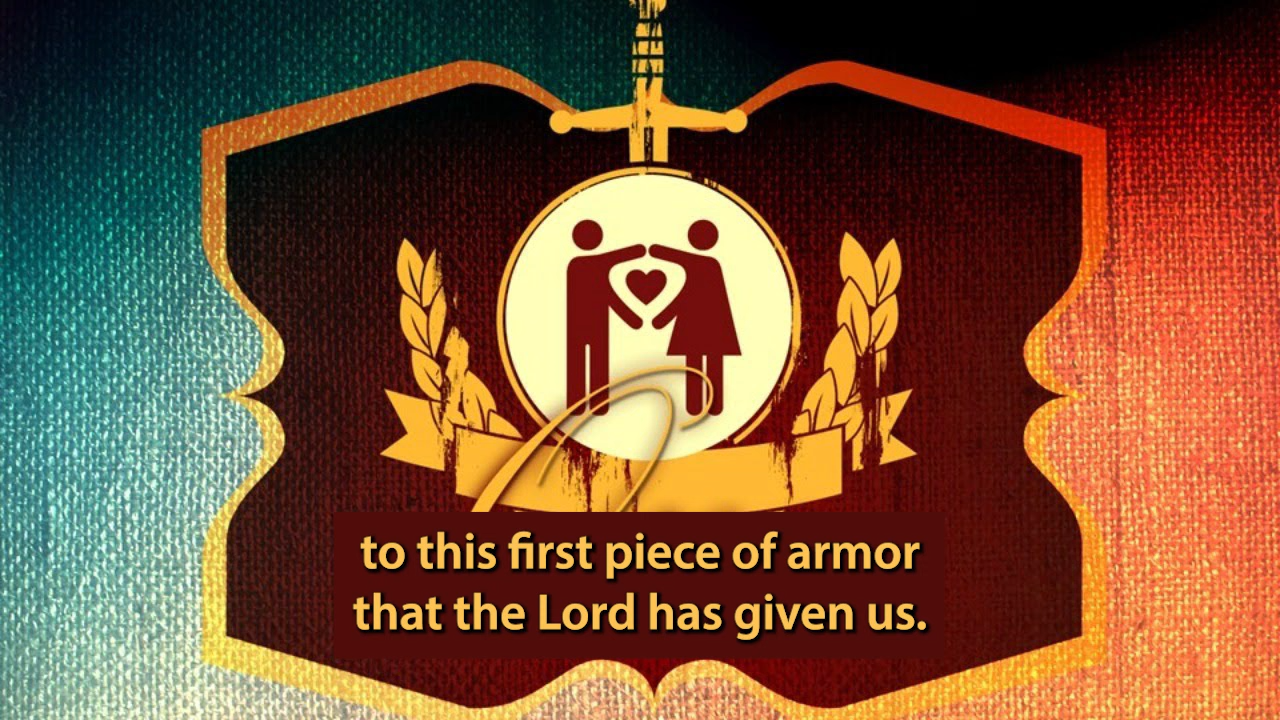 to this first piece of armor
that the Lord has given us.